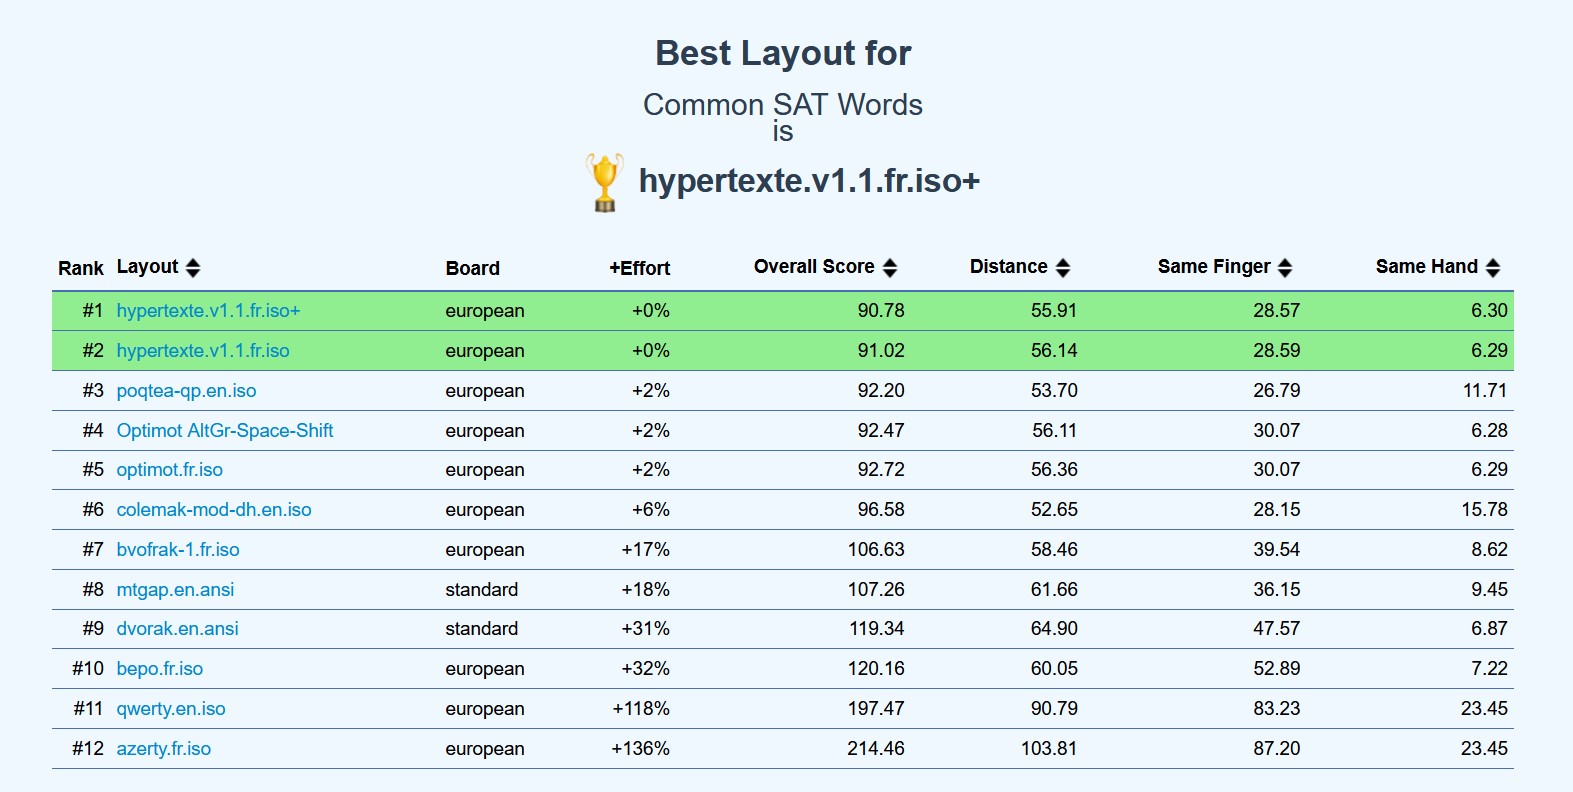 Best Layout for
Common SAT Words
is
hypertexte.v1.1.fr.iso+
Rank Layout Board +Effort Overall Score Distance Same Finger Same Hand
#1 hypertexte.v1.1.fr.iso+ european +0% 90.78 55.91 28.57 6.30
#2 hypertexte.v1.1.fr.iso european +0% 91.02 56.14 28.59 6.29
#3 poqtea-qp.en.iso european +2% 92.20 53.70 26.79 11.71
#4 Optimot AltGr-Space-Shift european +2% 92.47 56.11 30.07 6.28
#5 optimot.fr.iso european +2% 92.72 56.36 30.07 6.29
#6 colemak-mod-dh.en.iso european +6% 96.58 52.65 28.15 15.78
#7 bvofrak-1.fr.iso european +17% 106.63 58.46 39.54 8.62
#8 mtgap.en.ansi standard +18% 107.26 61.66 36.15 9.45
#9 dvorak.en.ansi standard +31% 119.34 64.90 47.57 6.87
#10 bepo.fr.iso european +32% 120.16 60.05 52.89 7.22
#11 qwerty.en.iso european +118% 197.47 90.79 83.23 23.45
#12 azerty.fr.iso european +136% 214.46 103.81 87.20 23.45